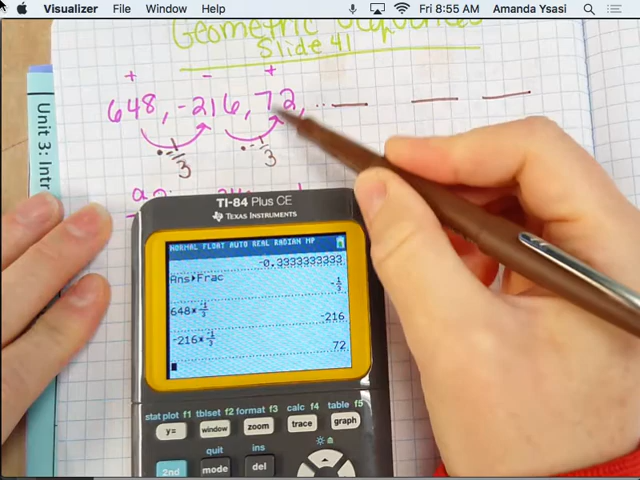 Visualizer File Window Help Fri 8:55 AM Amanda Ysasi
Geometric Sequences
Slide 41
+ - +
648, -216, 72, ..
· -1/3 · -1/3
Unit 3: Intr
TI-84 Plus CE
TEXAS INSTRUMENTS
NORMAL FLOAT AUTO REAL RADIAN MP
-0.3333333333
Ans▸Frac
-1/3
648*-1/3
-216
-216*-1/3
72
stat plot f1 tblset f2 format f3 calc f4 table f5
y= window zoom trace graph
quit ins
2nd mode del